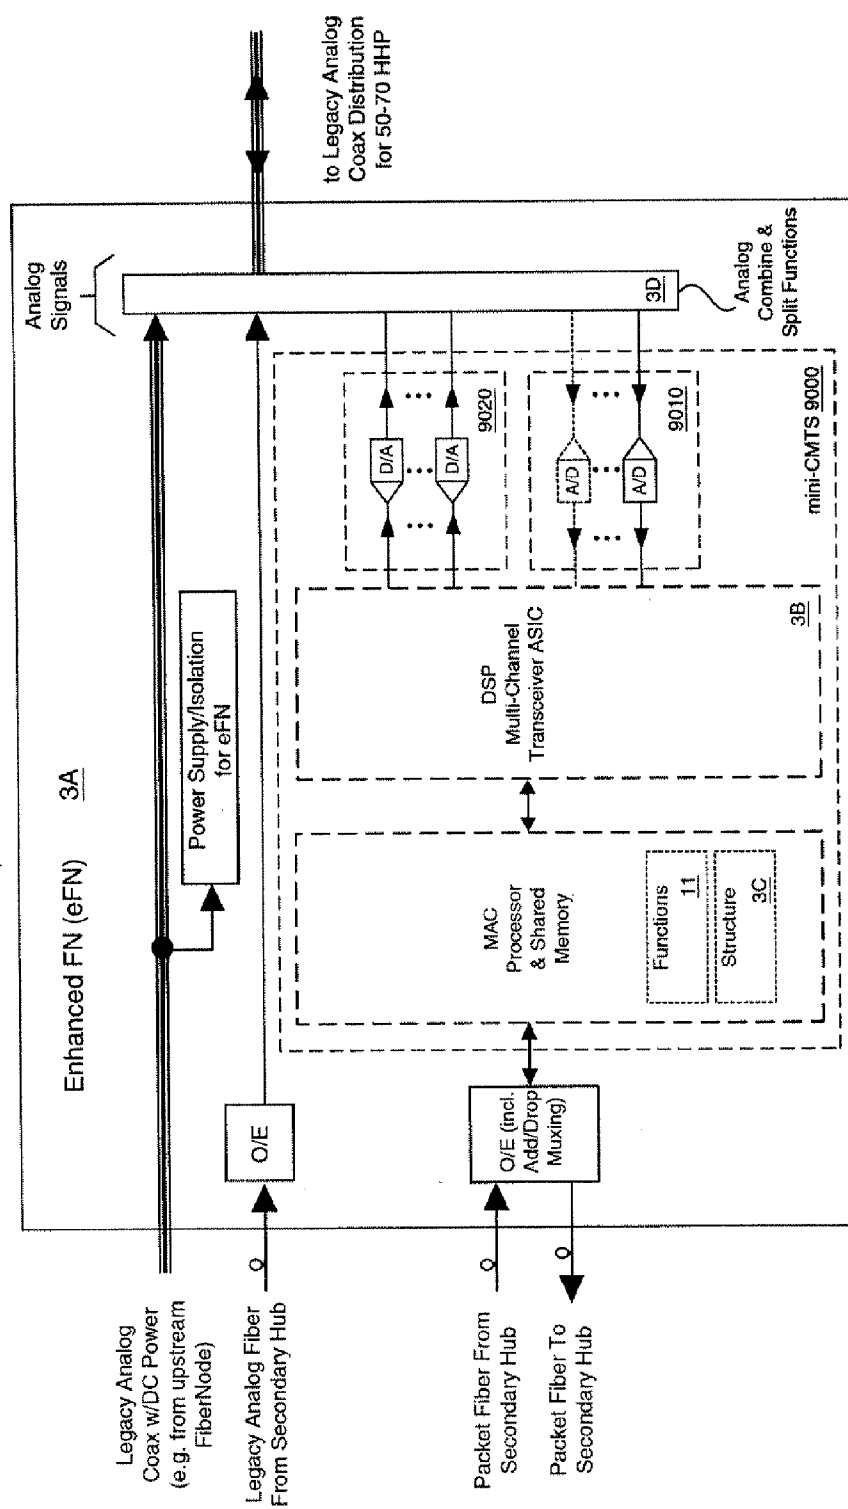 Enhanced FN (eFN)
3A
Legacy Analog
Coax w/DC Power
(e.g. from upstream
FiberNode)
Legacy Analog Fiber
From Secondary Hub
Packet Fiber From
Secondary Hub
Packet Fiber To
Secondary Hub
O/E
O/E (incl.
Add/Drop
Muxing)
Power Supply/Isolation
for eFN
MAC
Processor
& Shared
Memory
Functions
11
Structure
3C
DSP
Multi-Channel
Transceiver ASIC
3B
D/A
D/A
9020
A/D
A/D
9010
mini-CMTS 9000
Analog
Signals
3D
Analog
Combine &
Split Functions
to Legacy Analog
Coax Distribution
for 50-70 HHP